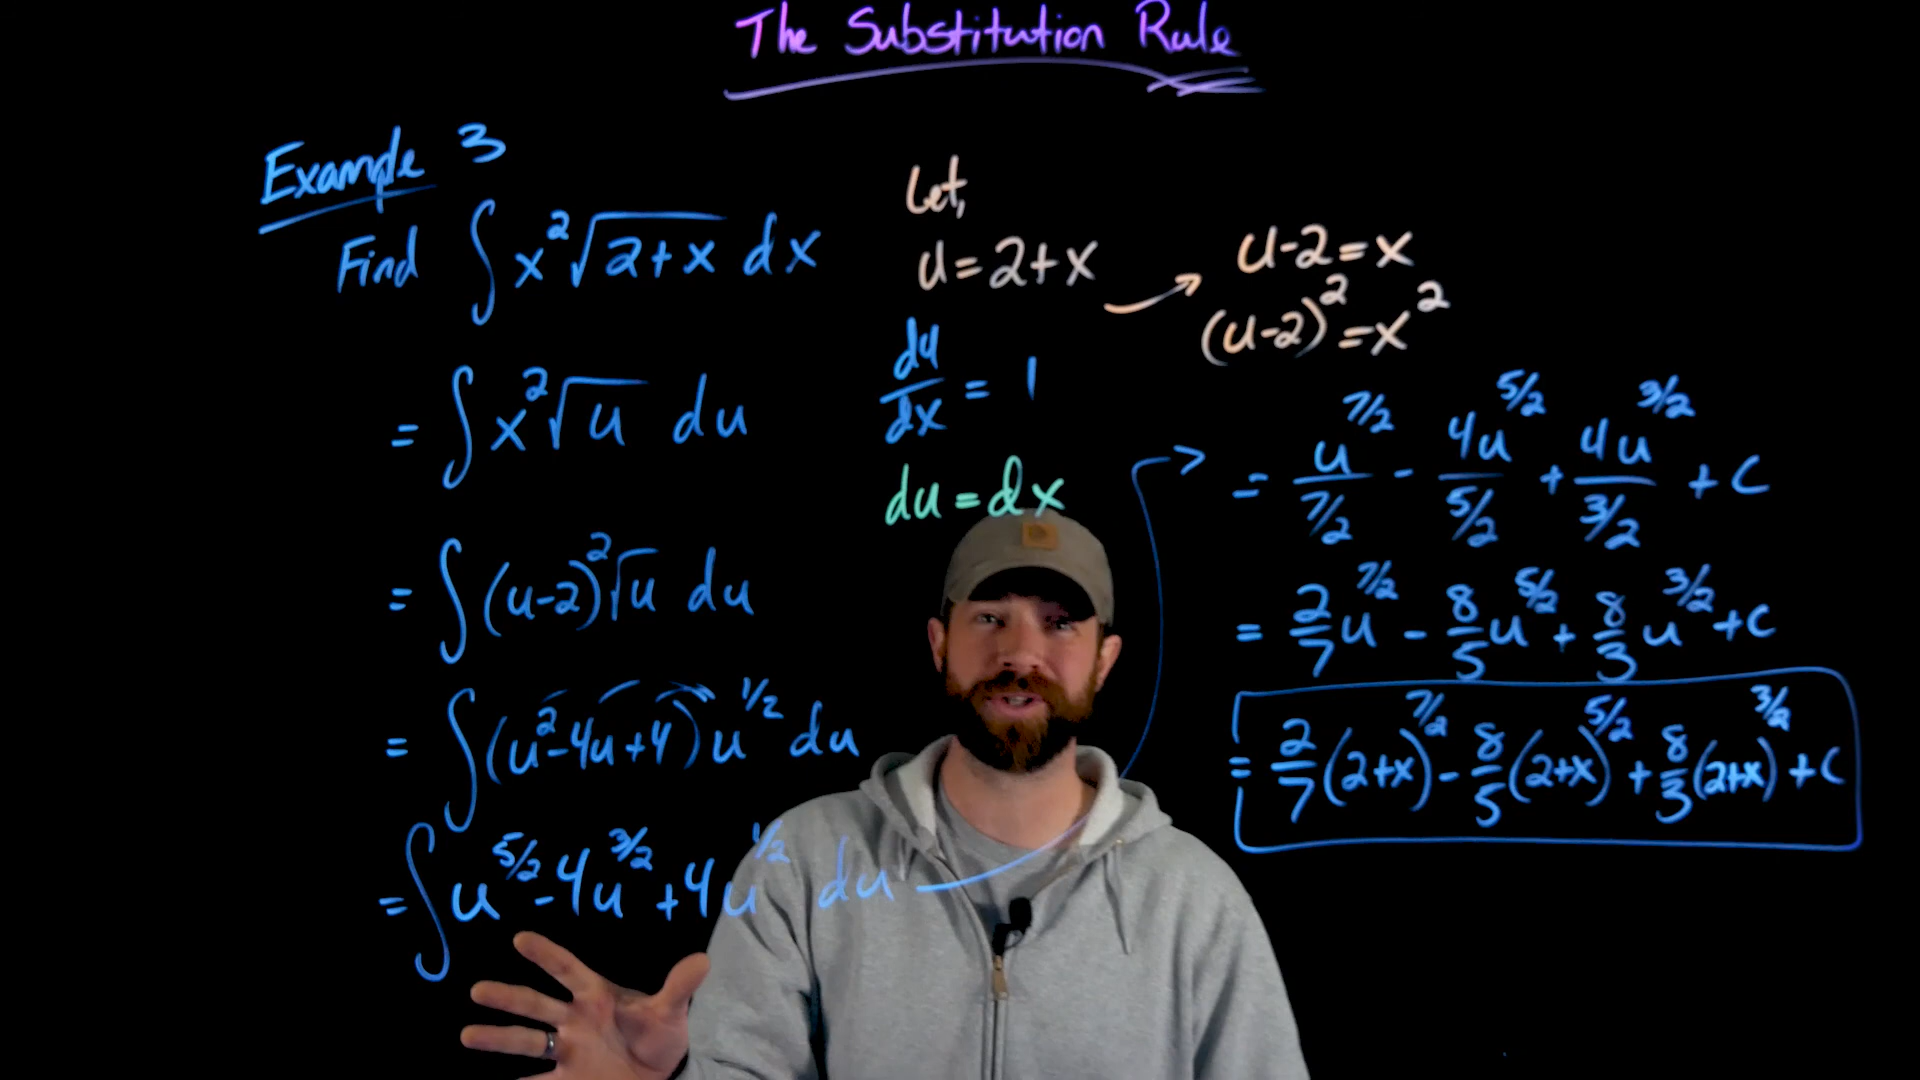 The Substitution Rule
Example 3
Find ∫ x²√(2+x) dx
= ∫ x²√u du
= ∫ (u-2)²√u du
= ∫ (u²-4u+4) u^(1/2) du
= ∫ u^(5/2) - 4u^(3/2) + 4u^(1/2) du
Let,
u = 2+x
du/dx = 1
du = dx
u-2 = x
(u-2)² = x²
= u^(7/2)/(7/2) - 4u^(5/2)/(5/2) + 4u^(3/2)/(3/2) + C
= 2/7 u^(7/2) - 8/5 u^(5/2) + 8/3 u^(3/2) + C
= 2/7 (2+x)^(7/2) - 8/5 (2+x)^(5/2) + 8/3 (2+x)^(3/2) + C